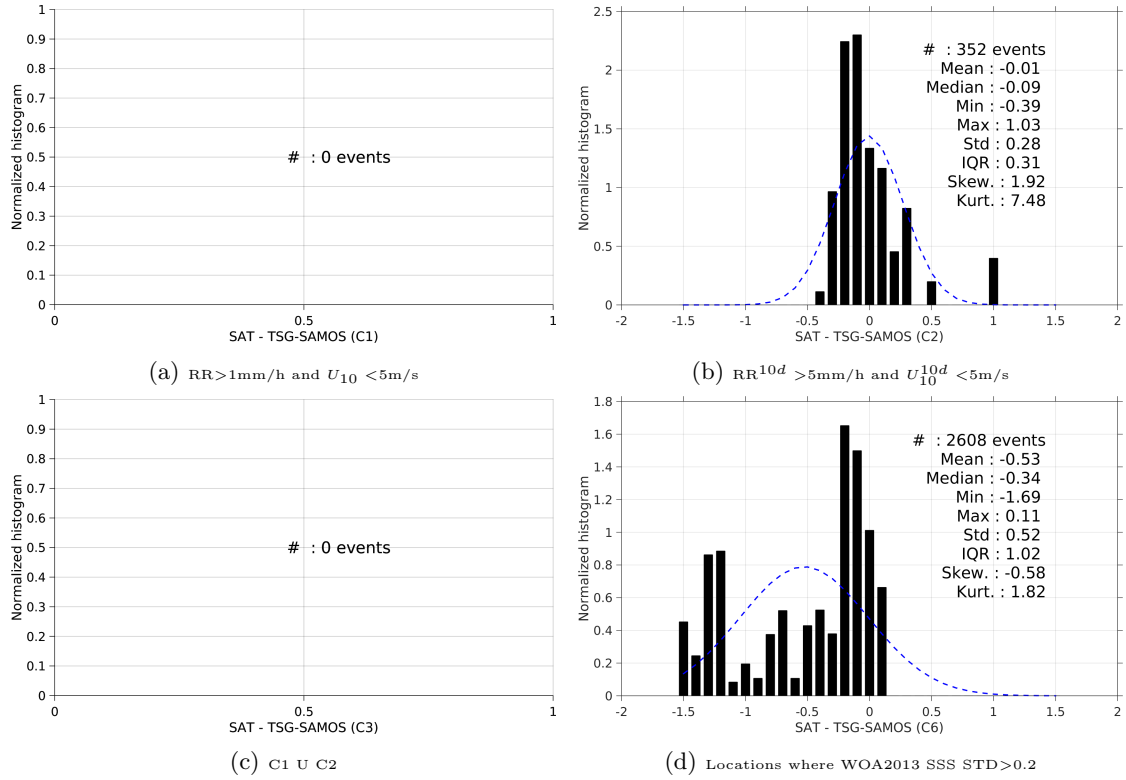 1
0.9
0.8
0.7
0.6
0.5
0.4
0.3
0.2
0.1
0
Normalized histogram
# : 0 events
0 0.5 1
SAT - TSG-SAMOS (C1)
(a) RR>1mm/h and U10 <5m/s
2.5
2
1.5
1
0.5
0
Normalized histogram
# : 352 events
Mean : -0.01
Median : -0.09
Min : -0.39
Max : 1.03
Std : 0.28
IQR : 0.31
Skew. : 1.92
Kurt. : 7.48
-2 -1.5 -1 -0.5 0 0.5 1 1.5 2
SAT - TSG-SAMOS (C2)
(b) RR^10d >5mm/h and U10^10d <5m/s
1
0.9
0.8
0.7
0.6
0.5
0.4
0.3
0.2
0.1
0
Normalized histogram
# : 0 events
0 0.5 1
SAT - TSG-SAMOS (C3)
(c) C1 U C2
1.8
1.6
1.4
1.2
1
0.8
0.6
0.4
0.2
0
Normalized histogram
# : 2608 events
Mean : -0.53
Median : -0.34
Min : -1.69
Max : 0.11
Std : 0.52
IQR : 1.02
Skew. : -0.58
Kurt. : 1.82
-2 -1.5 -1 -0.5 0 0.5 1 1.5 2
SAT - TSG-SAMOS (C6)
(d) Locations where WOA2013 SSS STD>0.2